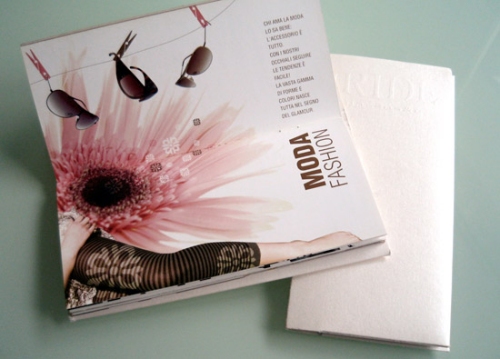 CHI AMA LA MODA
LO SA BENE:
L'ACCESSORIO È
TUTTO.
CON I NOSTRI
OCCHIALI SEGUIRE
LE TENDENZE È
FACILE!
LA VASTA GAMMA
DI FORME E
COLORI NASCE
TUTTA NEL SEGNO
DEL GLAMOUR.
MODA
FASHION